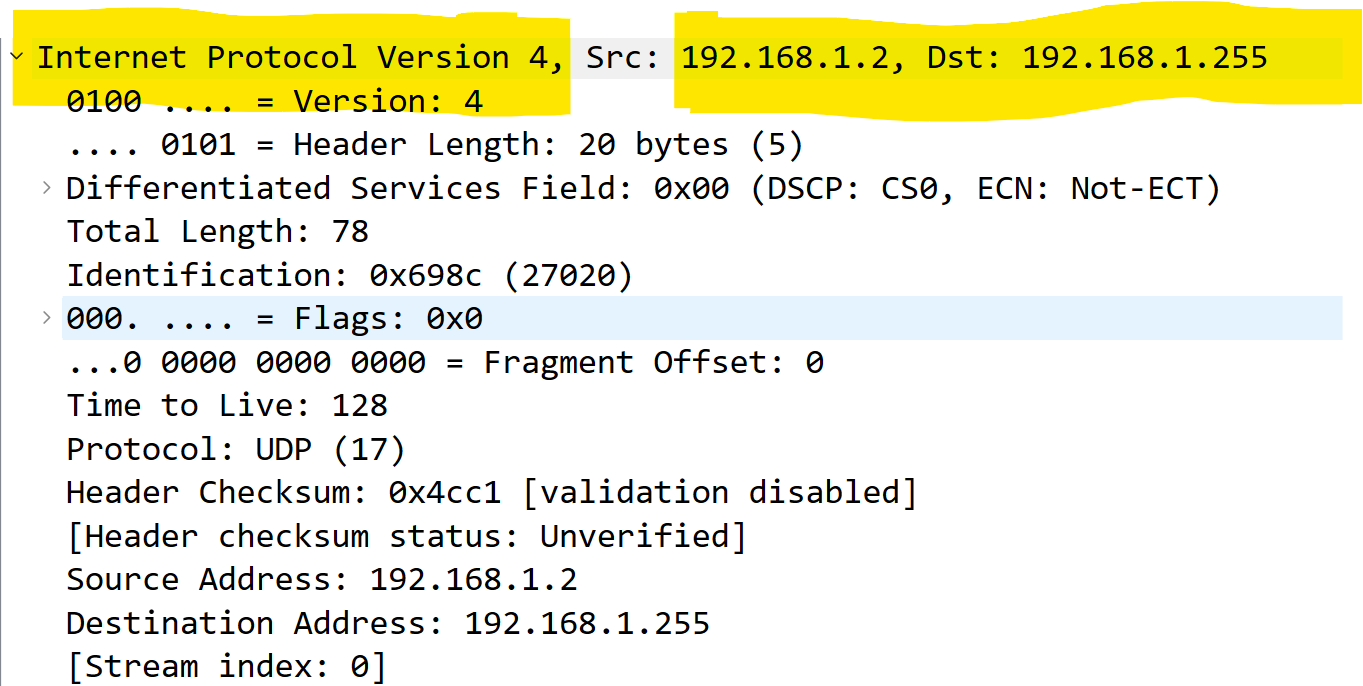 Internet Protocol Version 4, Src: 192.168.1.2, Dst: 192.168.1.255
0100 .... = Version: 4
.... 0101 = Header Length: 20 bytes (5)
Differentiated Services Field: 0x00 (DSCP: CS0, ECN: Not-ECT)
Total Length: 78
Identification: 0x698c (27020)
000. .... = Flags: 0x0
...0 0000 0000 0000 = Fragment Offset: 0
Time to Live: 128
Protocol: UDP (17)
Header Checksum: 0x4cc1 [validation disabled]
[Header checksum status: Unverified]
Source Address: 192.168.1.2
Destination Address: 192.168.1.255
[Stream index: 0]